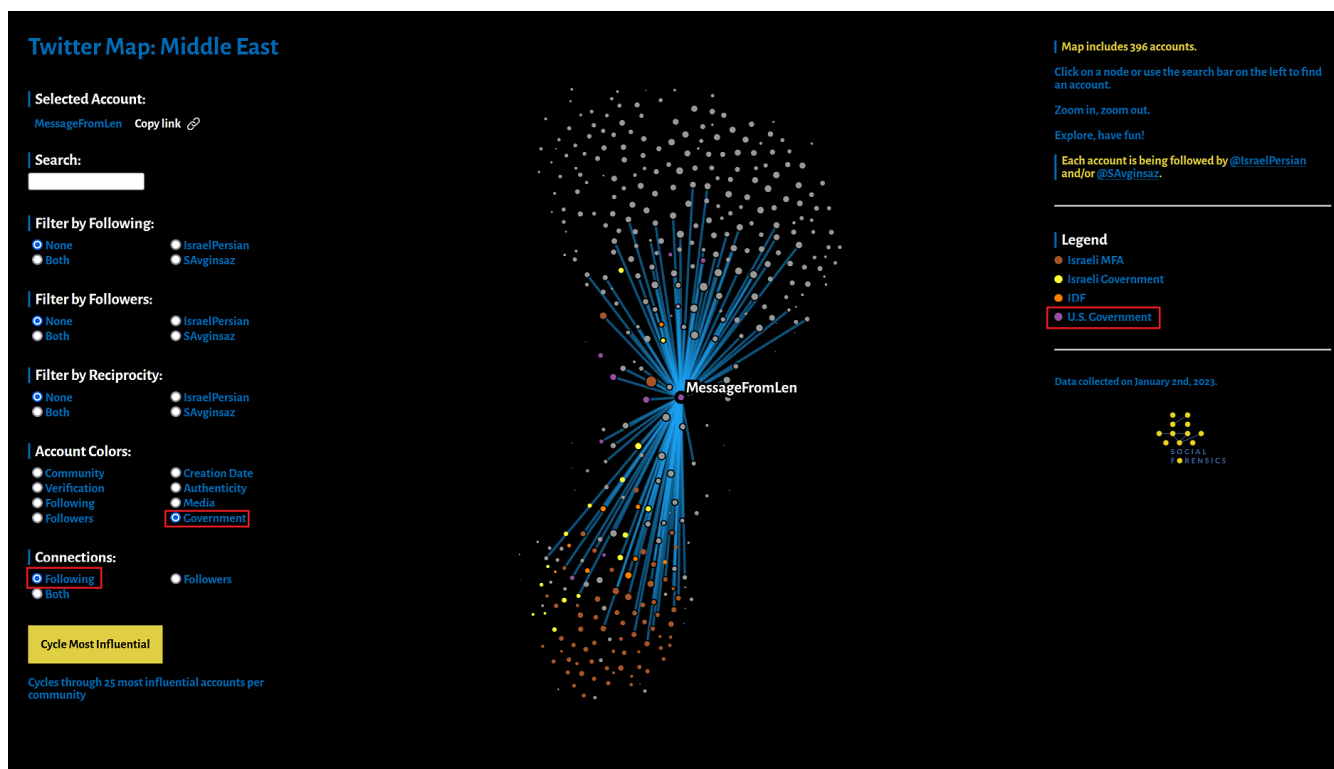 Twitter Map: Middle East
Selected Account:
MessageFromLen Copy link
Search:
Filter by Following:
None IsraelPersian
Both SAvginsaz
Filter by Followers:
None IsraelPersian
Both SAvginsaz
Filter by Reciprocity:
None IsraelPersian
Both SAvginsaz
Account Colors:
Community Creation Date
Verification Authenticity
Following Media
Followers Government
Connections:
Following Followers
Both
Cycle Most Influential
Cycles through 25 most influential accounts per
community
MessageFromLen
Map includes 396 accounts.
Click on a node or use the search bar on the left to find
an account.
Zoom in, zoom out.
Explore, have fun!
Each account is being followed by @IsraelPersian
and/or @SAvginsaz.
Legend
Israeli MFA
Israeli Government
IDF
U.S. Government
Data collected on January 2nd, 2023.
SOCIAL
FORENSICS